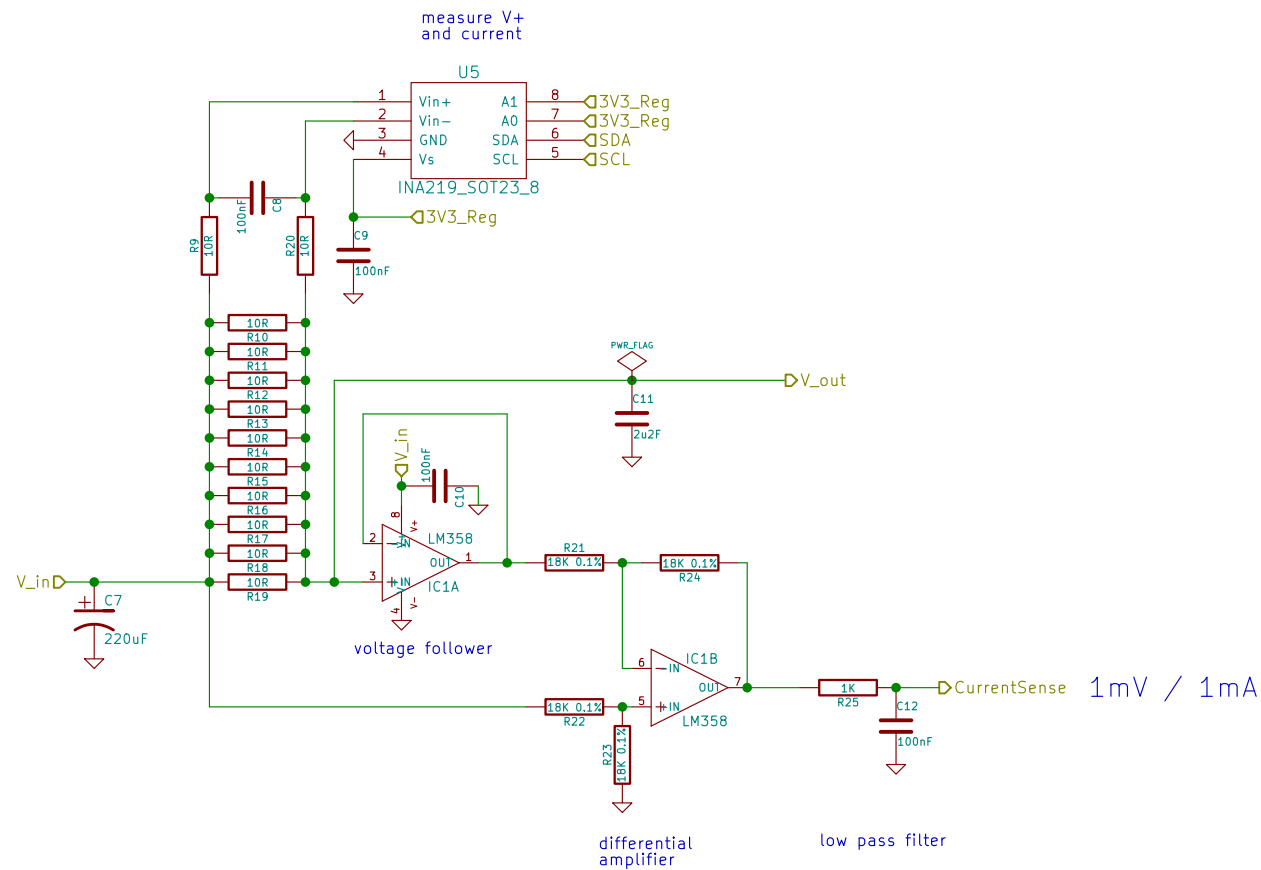 measure V+
and current
U5
1 Vin+ A1 8 3V3_Reg
2 Vin- A0 7 3V3_Reg
3 GND SDA 6 SDA
4 Vs SCL 5 SCL
INA219_SOT23_8
100nF C8
3V3_Reg
R9 10R
R20 10R
C9
100nF
10R
R10
10R
R11
10R
R12
10R
R13
10R
R14
10R
R15
10R
R16
10R
R17
10R
R18
10R
R19
PWR_FLAG
V_out
C11
2u2F
V_in
100nF
C10
8 V+
LM358
2 -IN
OUT 1
3 +IN
IC1A
4 V-
voltage follower
V_in
C7
220uF
R21
18K 0.1%
18K 0.1%
R24
IC1B
6 -IN
OUT 7
5 +IN
LM358
18K 0.1%
R22
R23 18K 0.1%
1K
R25
CurrentSense
1mV / 1mA
C12
100nF
differential
amplifier
low pass filter